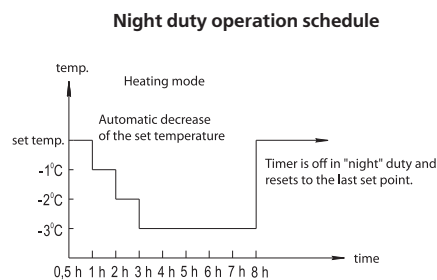 Night duty operation schedule
temp.
Heating mode
Automatic decrease
of the set temperature
set temp.
-1°C
-2°C
-3°C
Timer is off in "night" duty and
resets to the last set point.
time
0,5 h 1 h 2 h 3 h 4 h 5 h 6 h 7 h 8 h